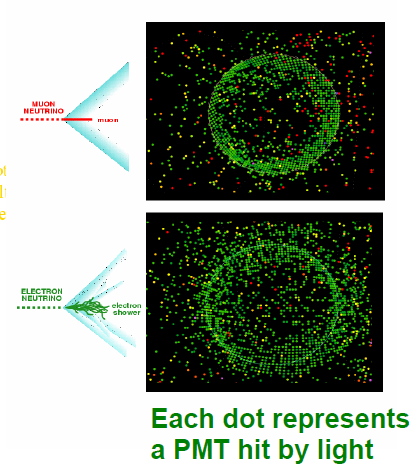 MUON
NEUTRINO
muon
ELECTRON
NEUTRINO
electron
shower
Each dot represents
a PMT hit by light